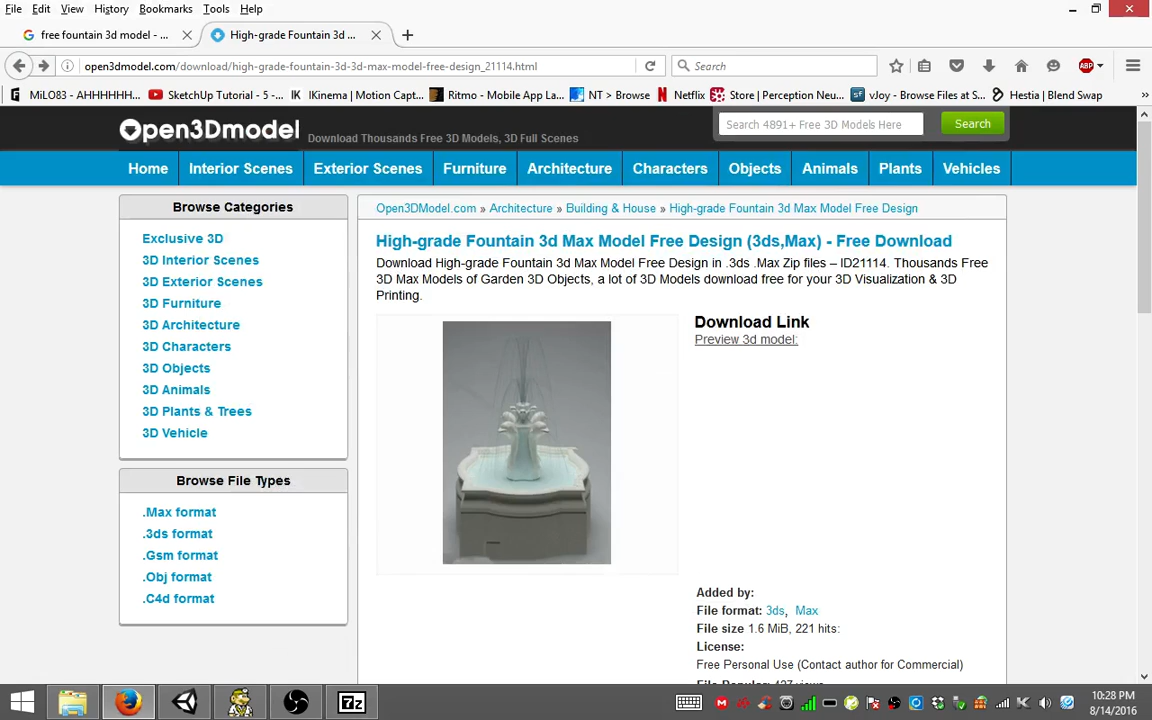 File Edit View History Bookmarks Tools Help
free fountain 3d model - ...
High-grade Fountain 3d ...
open3dmodel.com/download/high-grade-fountain-3d-3d-max-model-free-design_21114.html
Search
MiLO83 - AHHHHHH...
SketchUp Tutorial - 5 -...
IK IKinema | Motion Capt...
Ritmo - Mobile App La...
NT > Browse
Netflix
Store | Perception Neu...
sf vJoy - Browse Files at S...
Hestia | Blend Swap
Open3Dmodel
Download Thousands Free 3D Models, 3D Full Scenes
Search 4891+ Free 3D Models Here
Search
Home Interior Scenes Exterior Scenes Furniture Architecture Characters Objects Animals Plants Vehicles
Browse Categories
Exclusive 3D
3D Interior Scenes
3D Exterior Scenes
3D Furniture
3D Architecture
3D Characters
3D Objects
3D Animals
3D Plants & Trees
3D Vehicle
Browse File Types
.Max format
.3ds format
.Gsm format
.Obj format
.C4d format
Open3DModel.com » Architecture » Building & House » High-grade Fountain 3d Max Model Free Design
High-grade Fountain 3d Max Model Free Design (3ds,Max) - Free Download
Download High-grade Fountain 3d Max Model Free Design in .3ds .Max Zip files – ID21114. Thousands Free
3D Max Models of Garden 3D Objects, a lot of 3D Models download free for your 3D Visualization & 3D
Printing.
Download Link
Preview 3d model:
Added by:
File format: 3ds, Max
File size 1.6 MiB, 221 hits:
License:
Free Personal Use (Contact author for Commercial)
File Popular: 427 views
7z
10:28 PM
8/14/2016